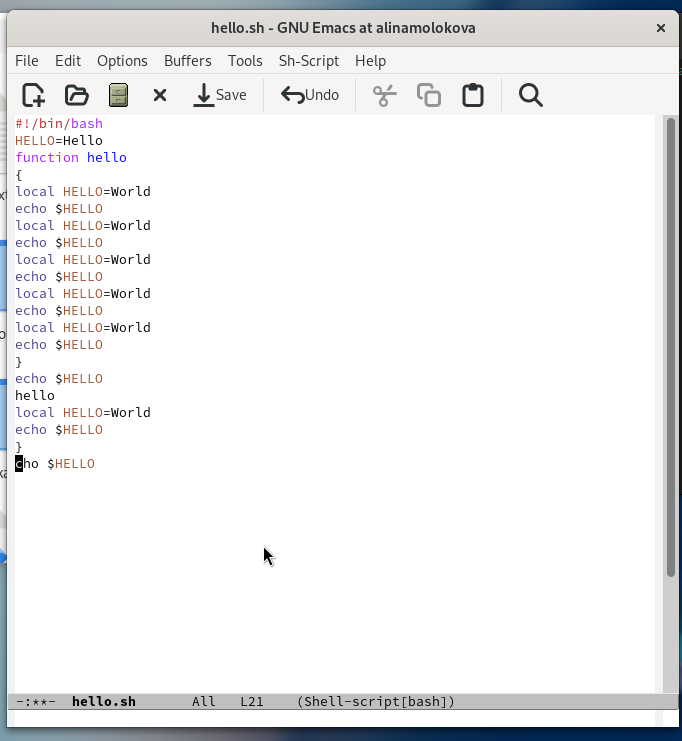 hello.sh - GNU Emacs at alinamolokova
File Edit Options Buffers Tools Sh-Script Help
Save Undo
#!/bin/bash
HELLO=Hello
function hello
{
local HELLO=World
echo $HELLO
local HELLO=World
echo $HELLO
local HELLO=World
echo $HELLO
local HELLO=World
echo $HELLO
local HELLO=World
echo $HELLO
}
echo $HELLO
hello
local HELLO=World
echo $HELLO
}
cho $HELLO
-:**- hello.sh All L21 (Shell-script[bash])